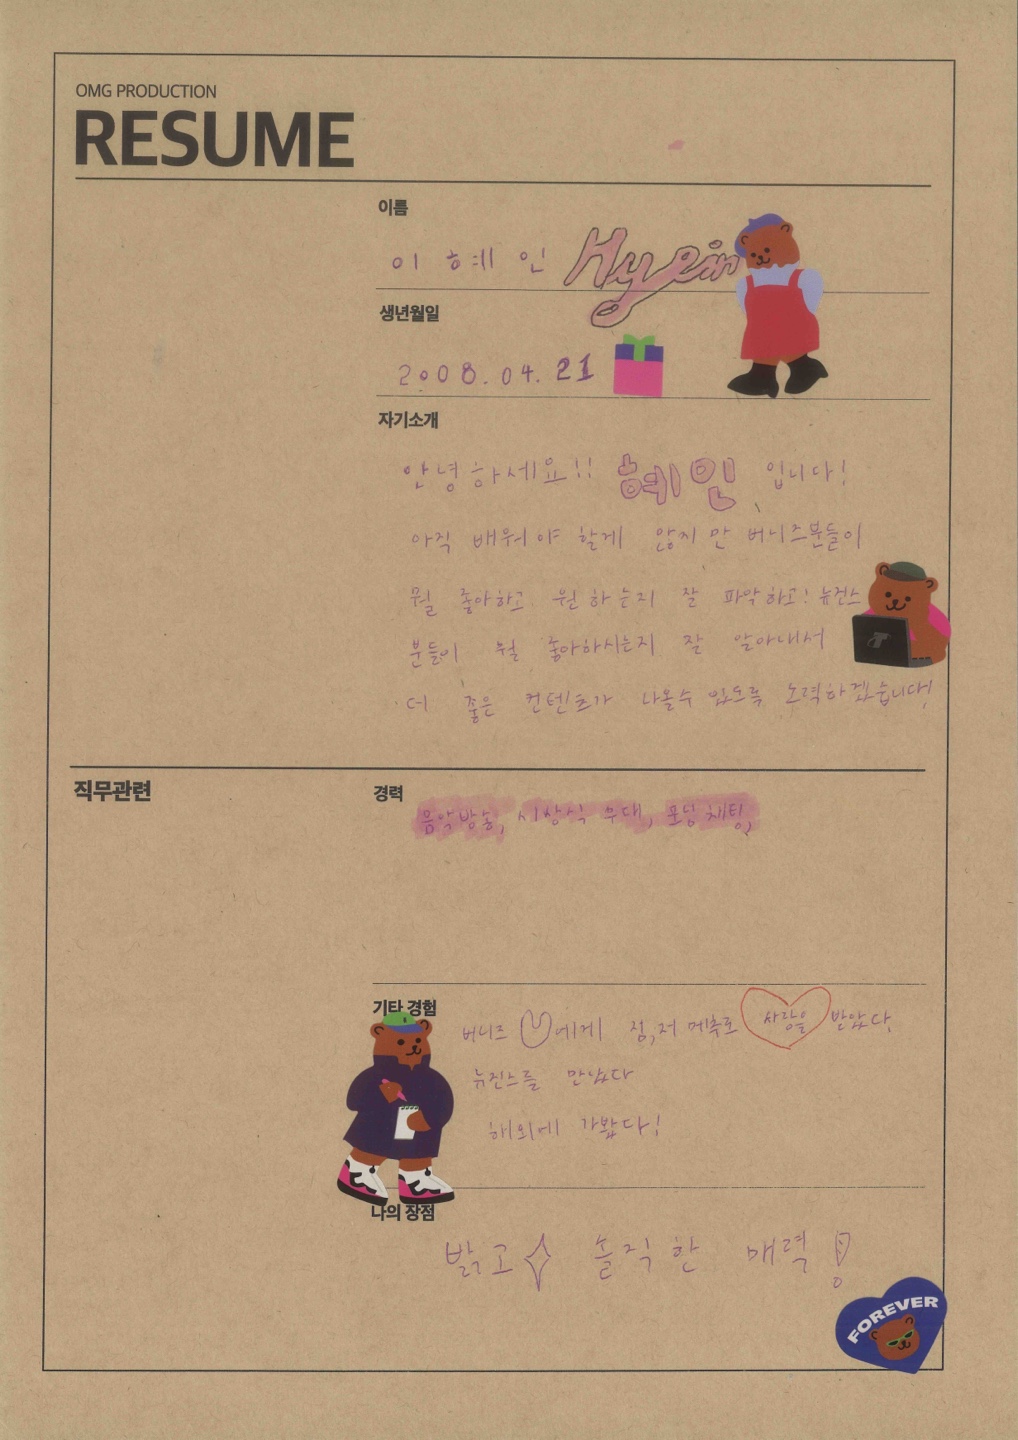 OMG PRODUCTION
RESUME
이름
이 혜 인 Hyein
생년월일
2008.04.21
자기소개
안녕하세요!! 혜인 입니다!
아직 배워야 할게 많지만 버니즈분들이
뭘 좋아하고 원하는지 잘 파악하고! 뉴진스
분들이 뭘 좋아하시는지 잘 알아내서
더 좋은 컨텐츠가 나올수 있도록 노력하겠습니다!
직무관련
경력
음악방송, 시상식 무대, 포닝 채팅,
기타 경험
버니즈 에게 점,저 메추로 사랑을 받았다.
뉴진스를 만났다
해외에 가봤다!
나의 장점
밝고 솔직한 매력!
FOREVER